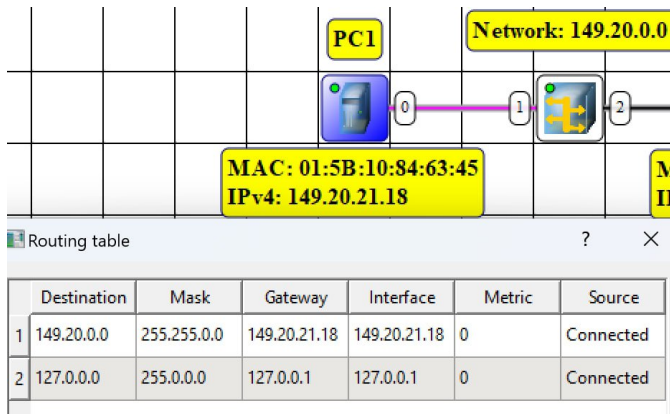 PC1
Network: 149.20.0.0
0
1
2
MAC: 01:5B:10:84:63:45
IPv4: 149.20.21.18
Routing table
?
Destination Mask Gateway Interface Metric Source
1 149.20.0.0 255.255.0.0 149.20.21.18 149.20.21.18 0 Connected
2 127.0.0.0 255.0.0.0 127.0.0.1 127.0.0.1 0 Connected